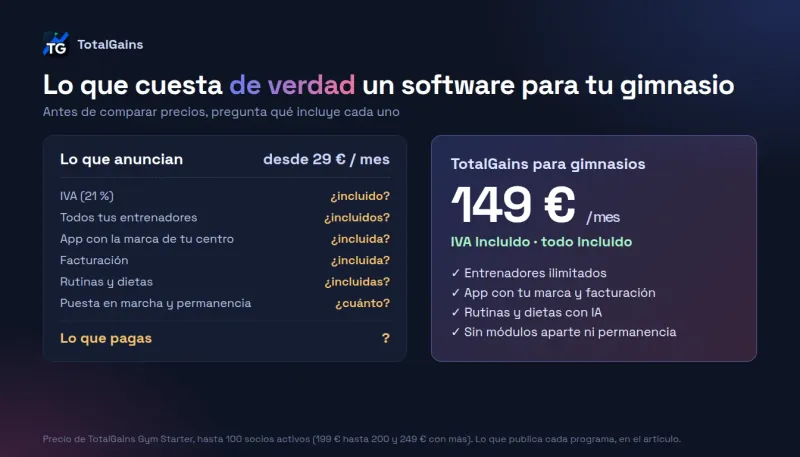 TG TotalGains
Lo que cuesta de verdad un software para tu gimnasio
Antes de comparar precios, pregunta qué incluye cada uno
Lo que anuncian desde 29 € / mes
IVA (21 %) ¿incluido?
Todos tus entrenadores ¿incluidos?
App con la marca de tu centro ¿incluida?
Facturación ¿incluida?
Rutinas y dietas ¿incluidas?
Puesta en marcha y permanencia ¿cuánto?
Lo que pagas ?
TotalGains para gimnasios
149 € /mes
IVA incluido · todo incluido
✓ Entrenadores ilimitados
✓ App con tu marca y facturación
✓ Rutinas y dietas con IA
✓ Sin módulos aparte ni permanencia
Precio de TotalGains Gym Starter, hasta 100 socios activos (199 € hasta 200 y 249 € con más). Lo que publica cada programa, en el artículo.